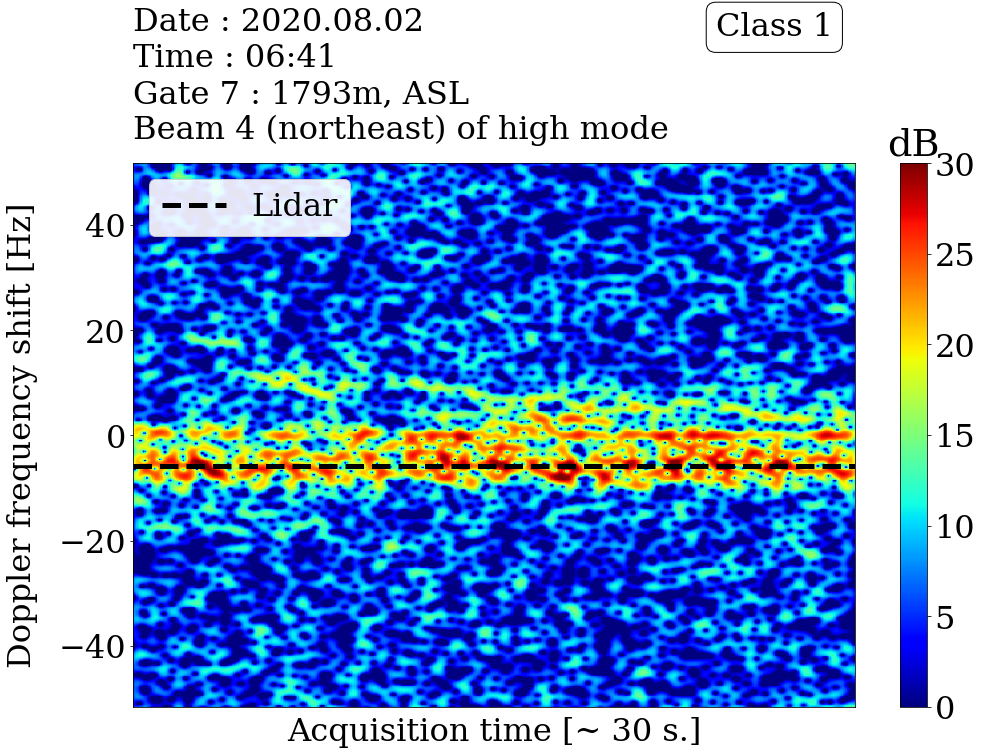 Date : 2020.08.02
Time : 06:41
Gate 7 : 1793m, ASL
Beam 4 (northeast) of high mode
Class 1
dB
Lidar
Doppler frequency shift [Hz]
40
20
0
−20
−40
Acquisition time [~ 30 s.]
30
25
20
15
10
5
0